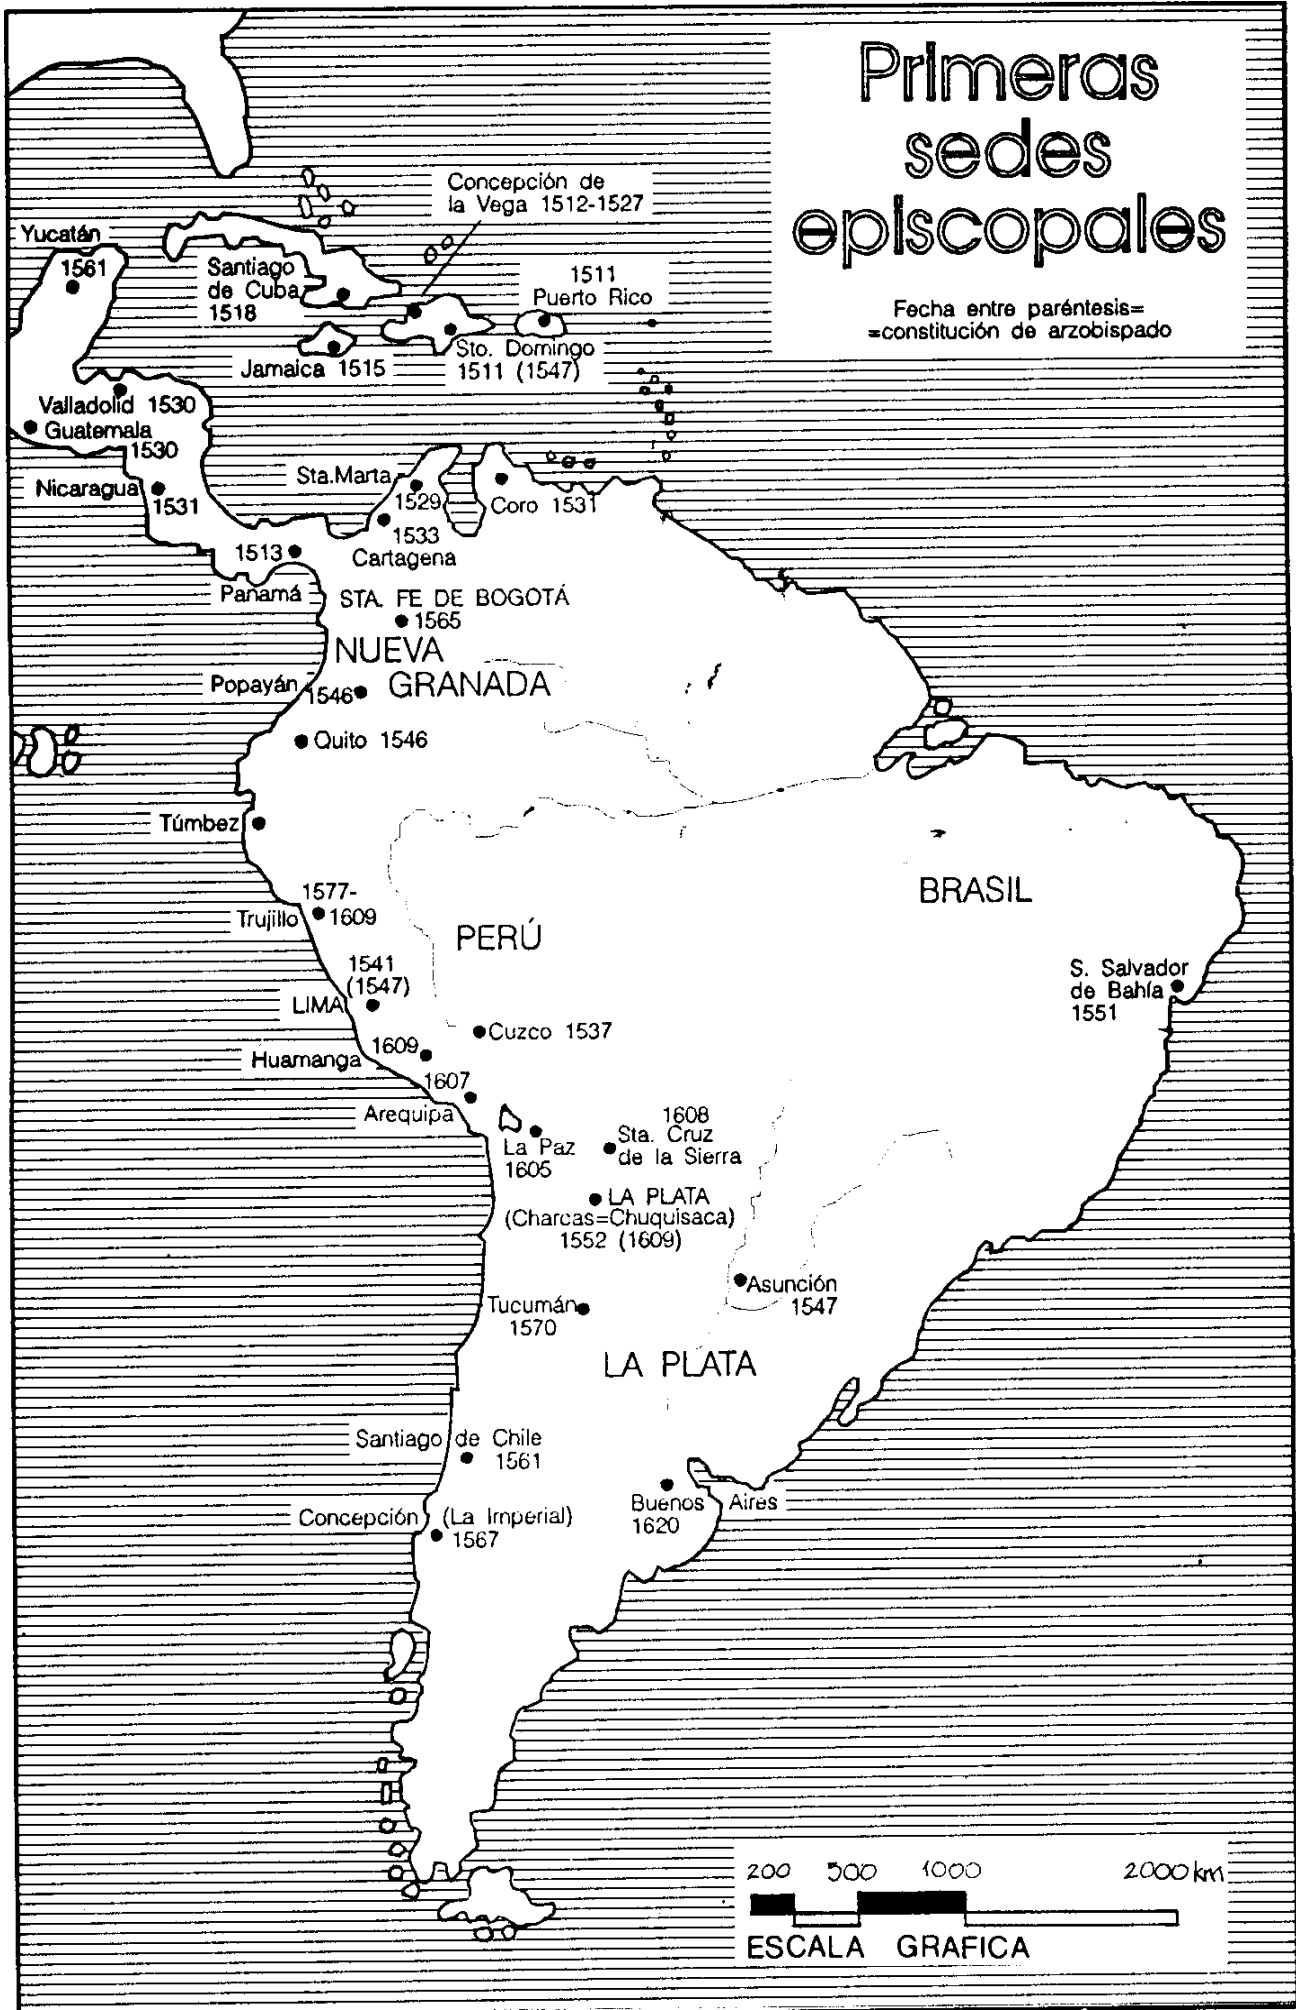 Primeras
sedes
episcopales
Fecha entre paréntesis=
=constitución de arzobispado
Concepción de
la Vega 1512-1527
Yucatán
1561
Santiago
de Cuba
1518
1511
Puerto Rico
Jamaica 1515
Sto. Domingo
1511 (1547)
Valladolid 1530
Guatemala
1530
Nicaragua
1531
Sta. Marta
1529
Coro 1531
1533
Cartagena
1513
Panamá
STA. FE DE BOGOTÁ
1565
NUEVA
GRANADA
Popayán
1546
Quito 1546
Túmbez
1577-
1609
Trujillo
BRASIL
PERÚ
1541
(1547)
LIMA
S. Salvador
de Bahía
1551
Cuzco 1537
1609
Huamanga
1607
Arequipa
La Paz
1605
1608
Sta. Cruz
de la Sierra
LA PLATA
(Charcas=Chuquisaca)
1552 (1609)
Asunción
1547
Tucumán
1570
LA PLATA
Santiago de Chile
1561
Buenos Aires
1620
Concepción (La Imperial)
1567
200 500 1000 2000 km
ESCALA GRAFICA